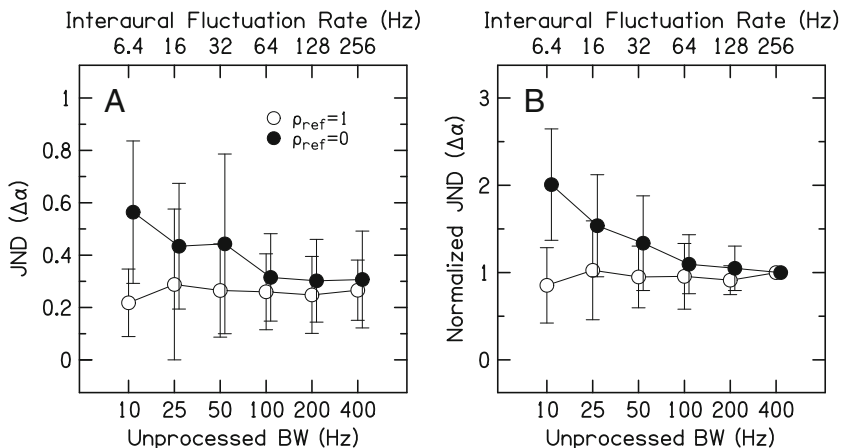 Interaural Fluctuation Rate (Hz)
6.4 16 32 64 128 256
A
ρref=1
ρref=0
JND (Δα)
1
0.8
0.6
0.4
0.2
0
10 25 50 100 200 400
Unprocessed BW (Hz)
Interaural Fluctuation Rate (Hz)
6.4 16 32 64 128 256
B
Normalized JND (Δα)
3
2
1
0
10 25 50 100 200 400
Unprocessed BW (Hz)